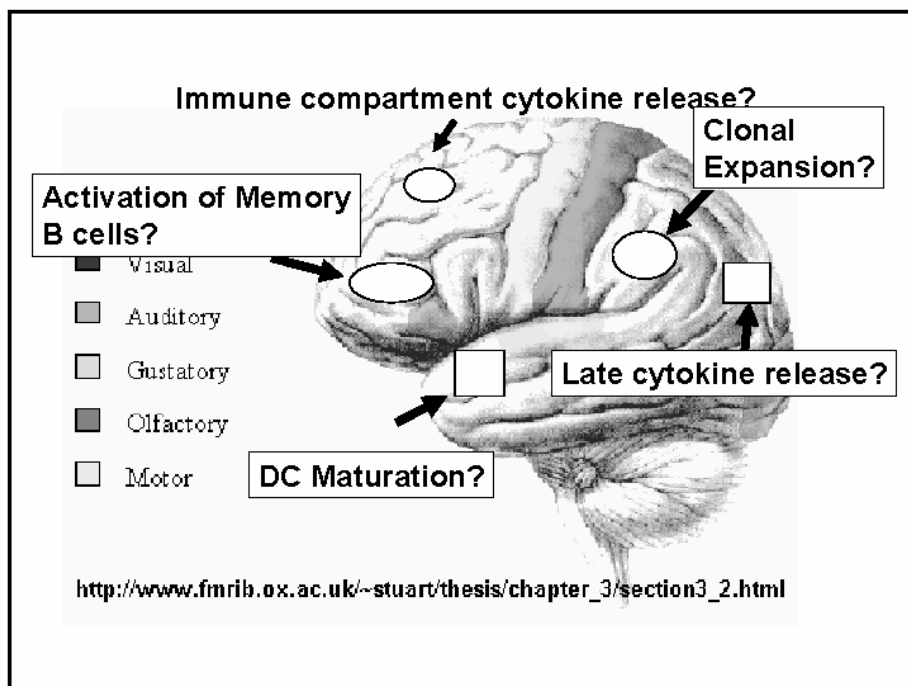 Immune compartment cytokine release?
Clonal
Expansion?
Activation of Memory
B cells?
Visual
Auditory
Gustatory
Olfactory
Motor
Late cytokine release?
DC Maturation?
http://www.fmrib.ox.ac.uk/~stuart/thesis/chapter_3/section3_2.html